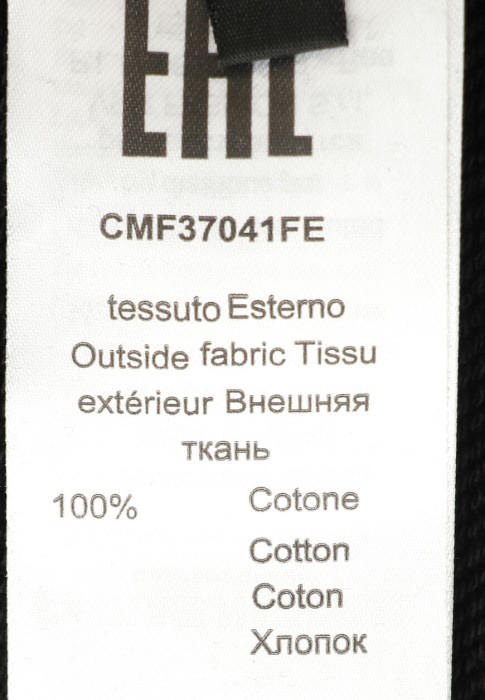 EAC
CMF37041FE
tessuto Esterno
Outside fabric Tissu
extérieur Внешняя
ткань
100% Cotone
Cotton
Coton
Хлопок